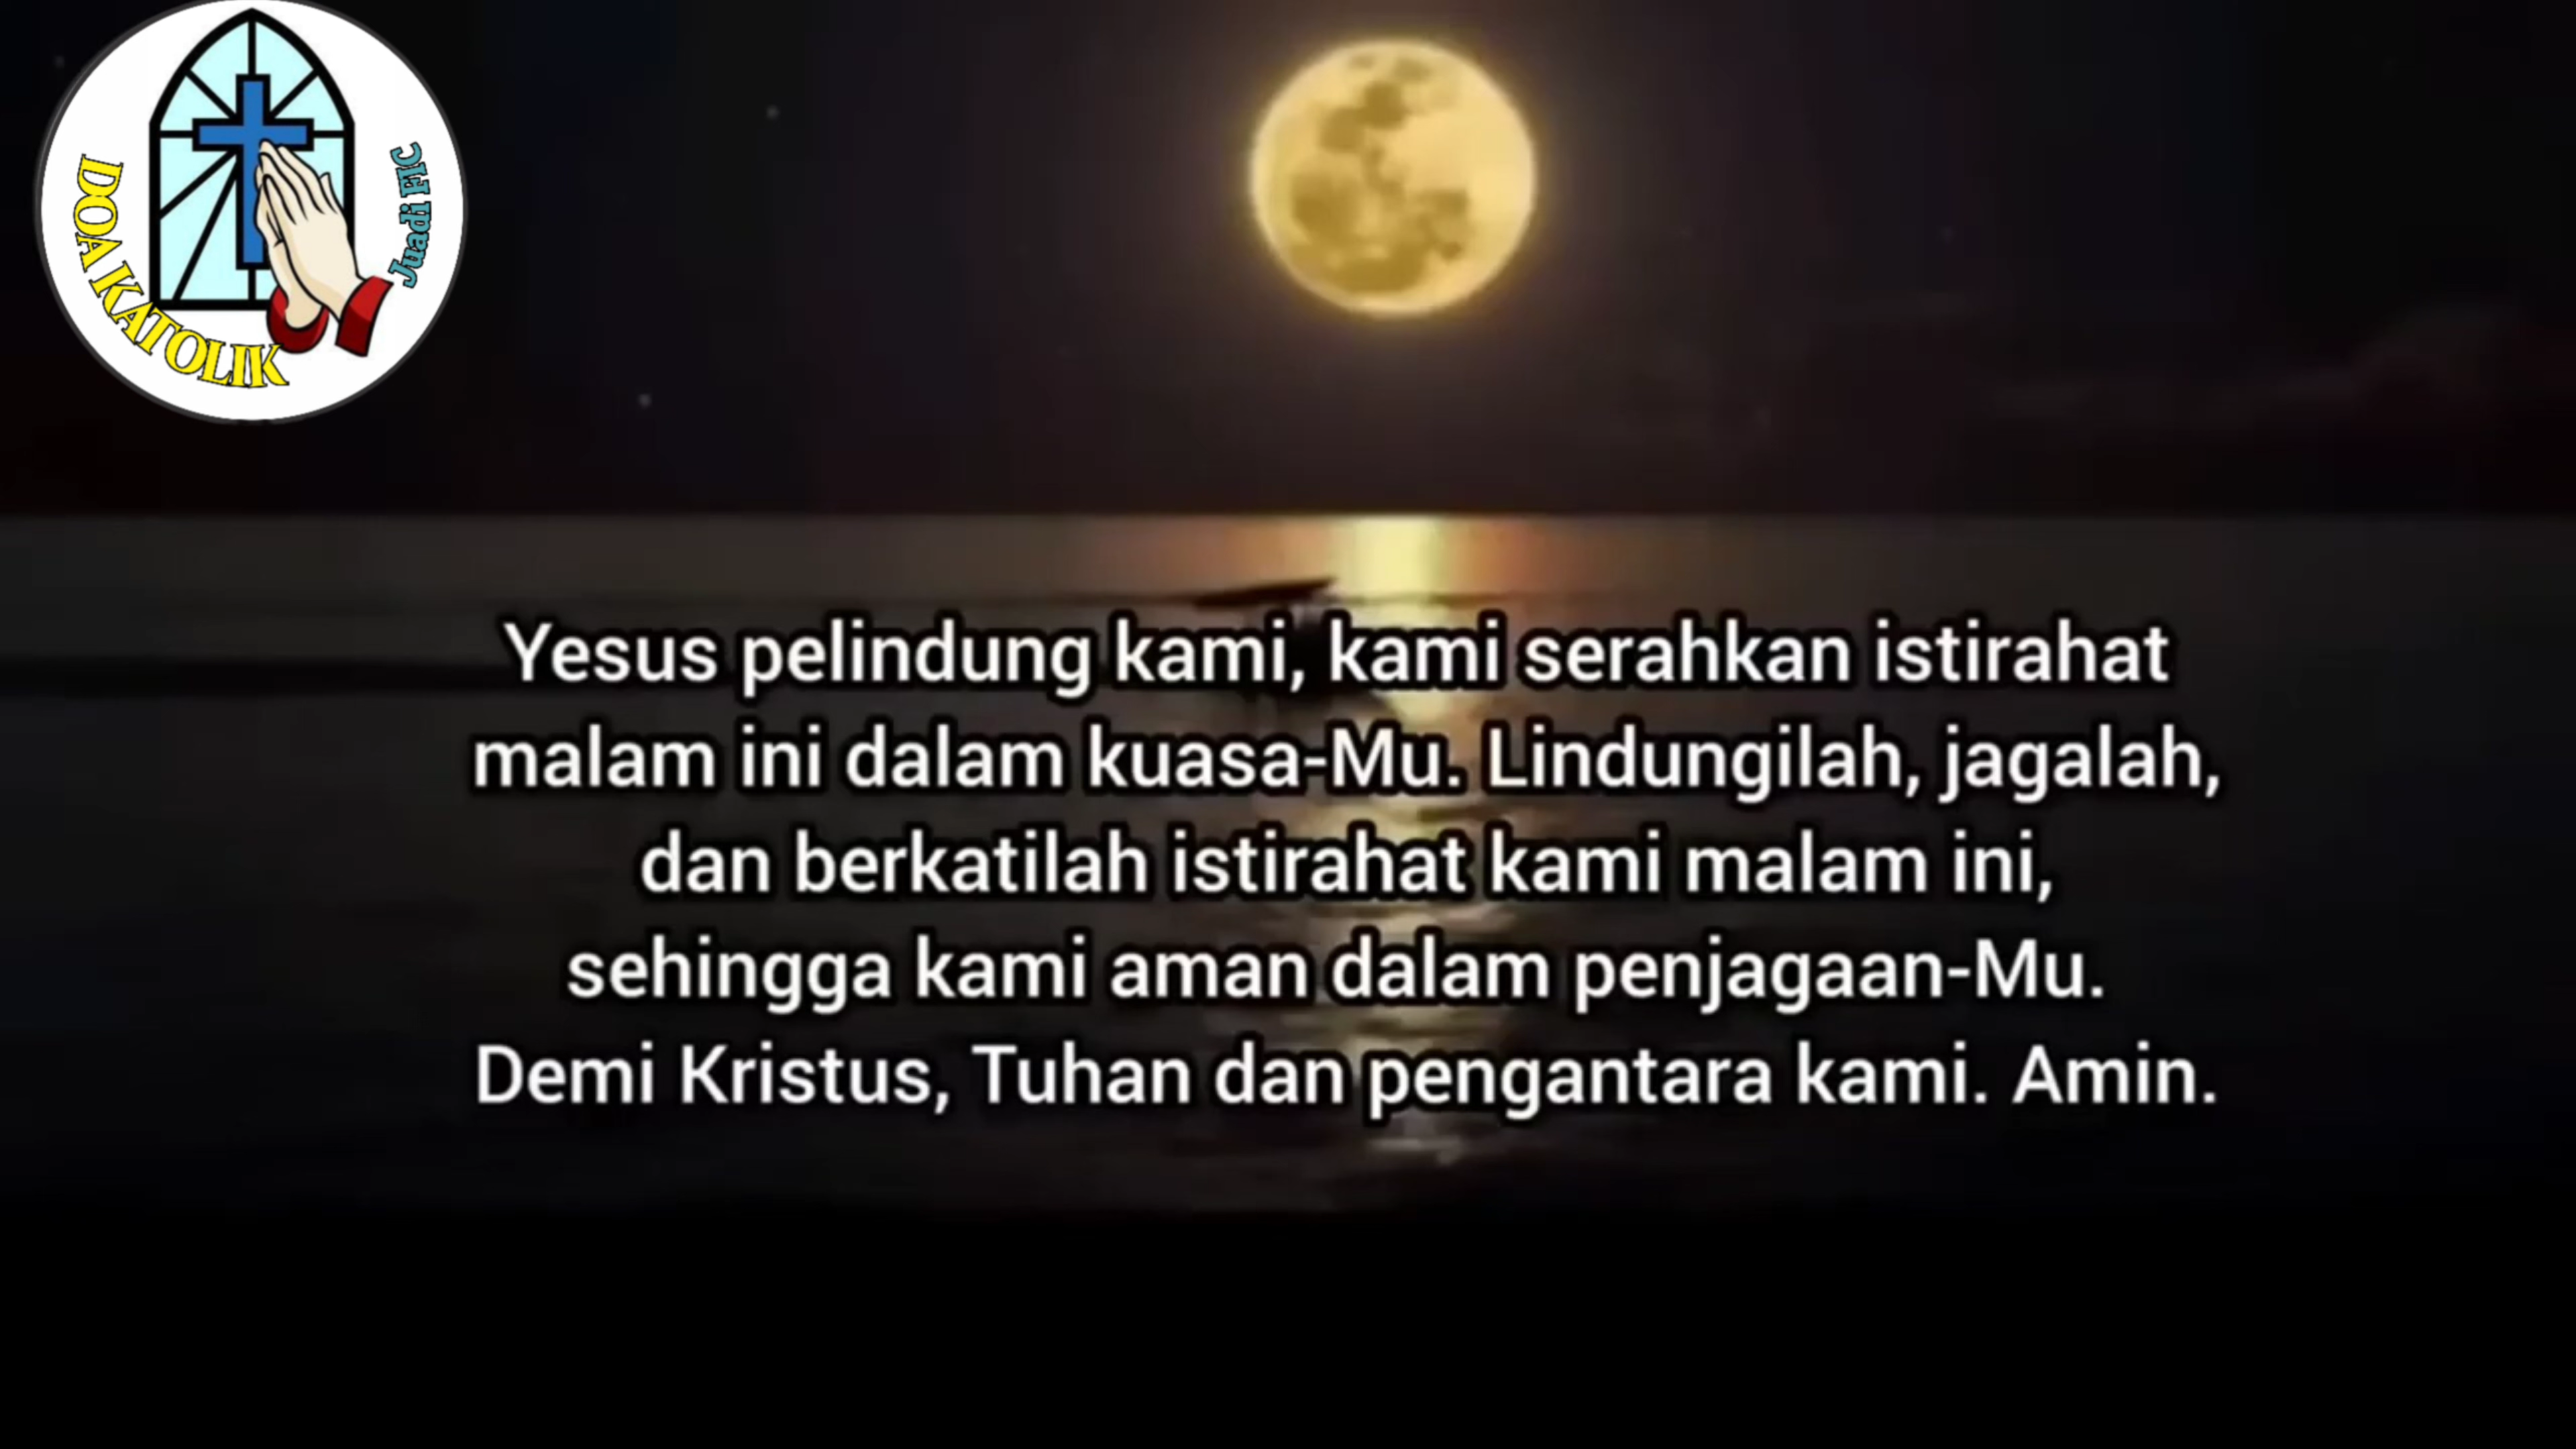 DOA KATOLIK
Juadi FIC
Yesus pelindung kami, kami serahkan istirahat
malam ini dalam kuasa-Mu. Lindungilah, jagalah,
dan berkatilah istirahat kami malam ini,
sehingga kami aman dalam penjagaan-Mu.
Demi Kristus, Tuhan dan pengantara kami. Amin.